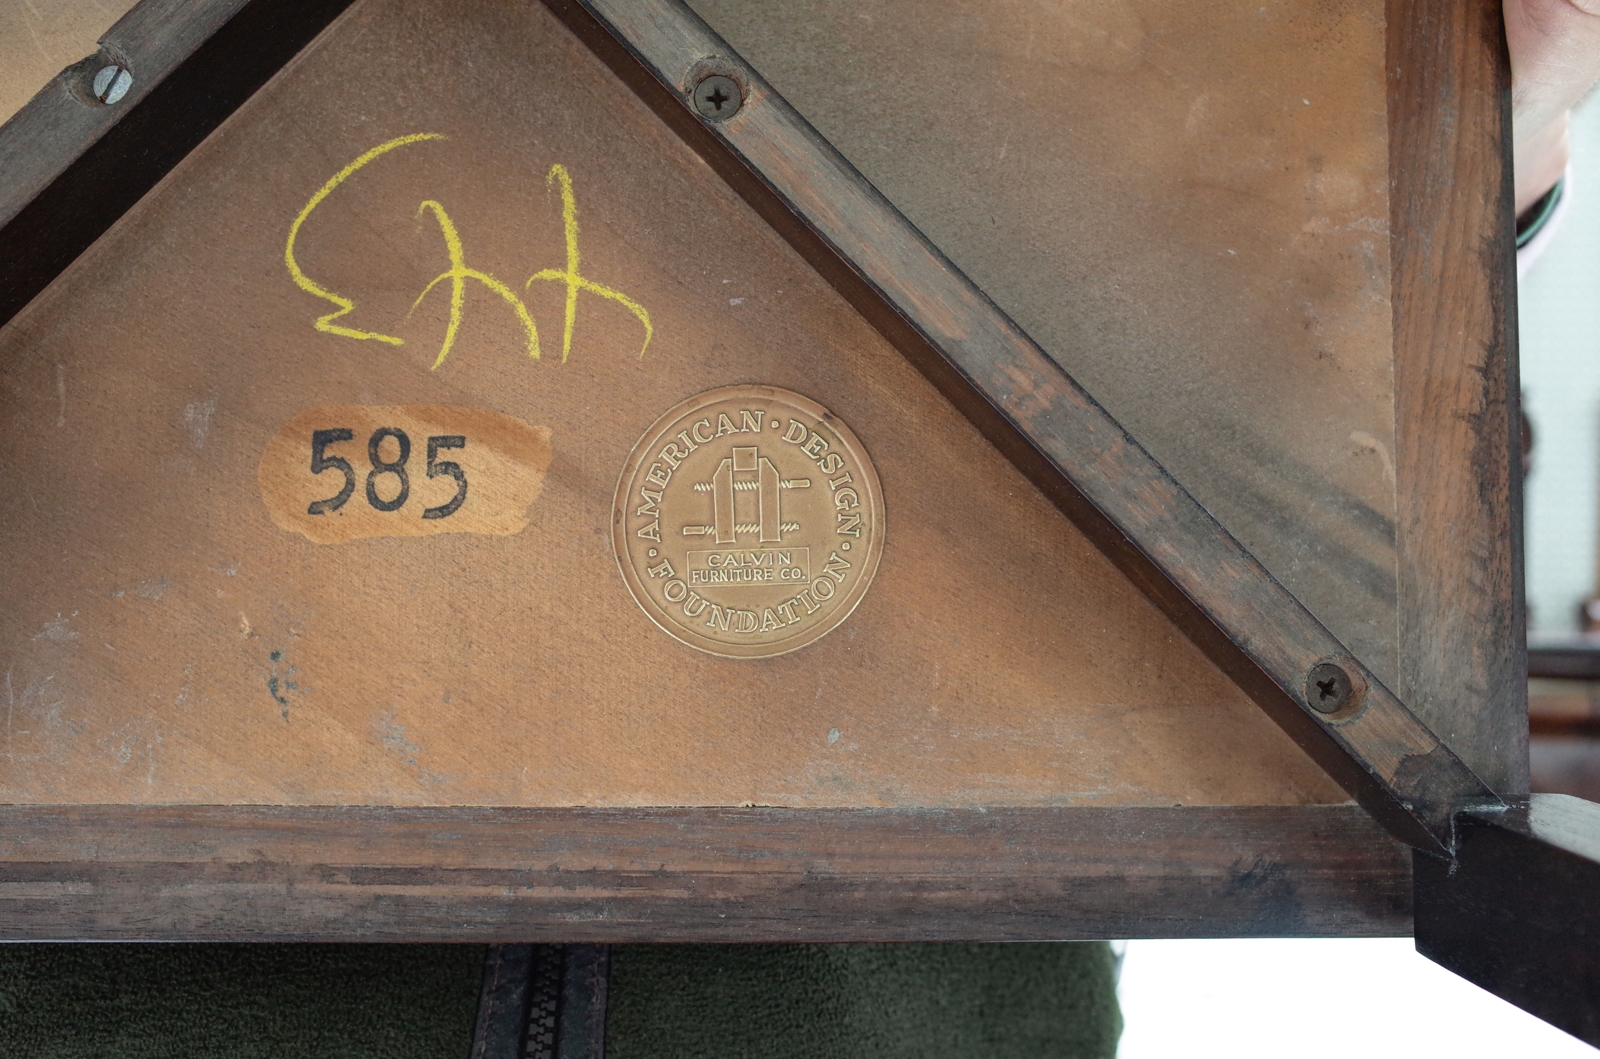 585
AMERICAN · DESIGN · FOUNDATION ·
CALVIN
FURNITURE CO.